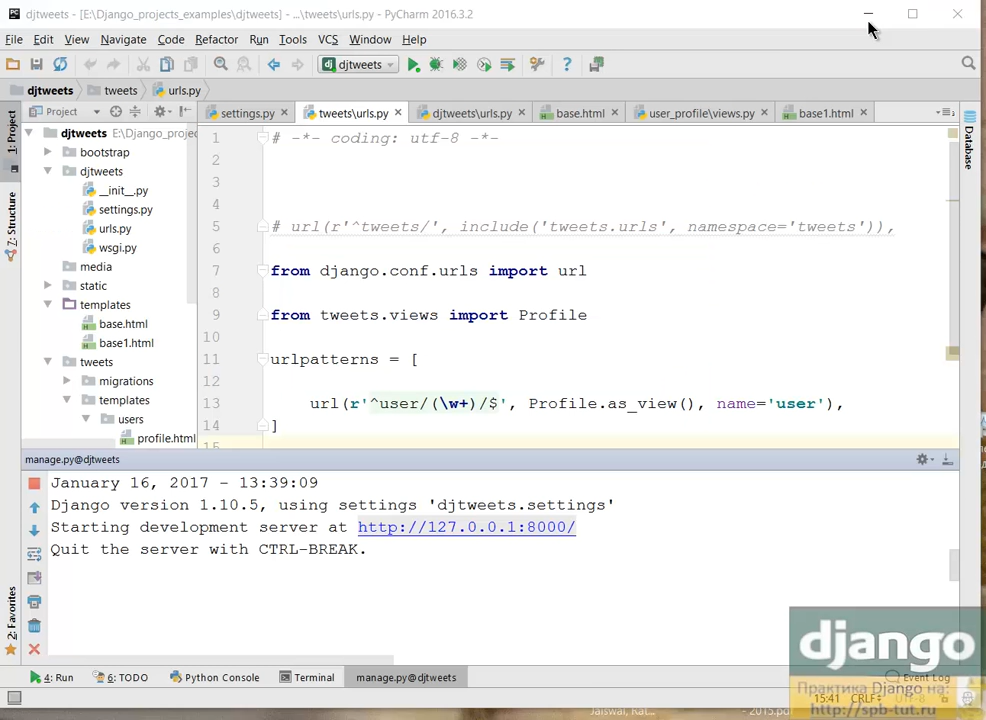 djtweets - [E:\Django_projects_examples\djtweets] - ...\tweets\urls.py - PyCharm 2016.3.2
File Edit View Navigate Code Refactor Run Tools VCS Window Help
djtweets
djtweets tweets urls.py
1: Project
7: Structure
2: Favorites
Project
settings.py tweets\urls.py djtweets\urls.py base.html user_profile\views.py base1.html
Database
djtweets E:\Django_projec
bootstrap
djtweets
__init__.py
settings.py
urls.py
wsgi.py
media
static
templates
base.html
base1.html
tweets
migrations
templates
users
profile.html
1 # -*- coding: utf-8 -*-
2
3
4
5 # url(r'^tweets/', include('tweets.urls', namespace='tweets')),
6
7 from django.conf.urls import url
8
9 from tweets.views import Profile
10
11 urlpatterns = [
12
13 url(r'^user/(\w+)/$', Profile.as_view(), name='user'),
14 ]
15
manage.py@djtweets
January 16, 2017 - 13:39:09
Django version 1.10.5, using settings 'djtweets.settings'
Starting development server at http://127.0.0.1:8000/
Quit the server with CTRL-BREAK.
4: Run 6: TODO Python Console Terminal manage.py@djtweets Event Log
15:41 CRLF UTF-8
django
Практика Django на:
http://spb-tut.ru
Jaiswal, Kat...
- 2015.pdf